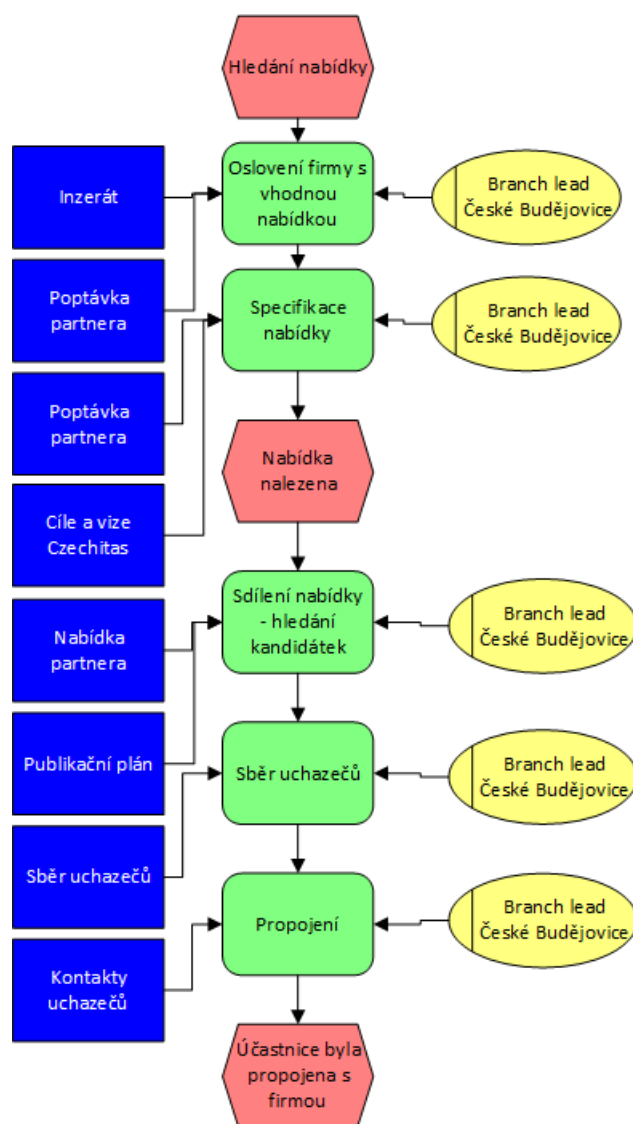 Hledání nabídky
Inzerát
Oslovení firmy s
vhodnou
nabídkou
Branch lead
České Budějovice
Poptávka
partnera
Specifikace
nabídky
Branch lead
České Budějovice
Poptávka
partnera
Nabídka
nalezena
Cíle a vize
Czechitas
Sdílení nabídky
- hledání
kandidátek
Branch lead
České Budějovice
Nabídka
partnera
Publikační plán
Sběr uchazečů
Branch lead
České Budějovice
Sběr uchazečů
Propojení
Branch lead
České Budějovice
Kontakty
uchazečů
Účastnice byla
propojena s
firmou